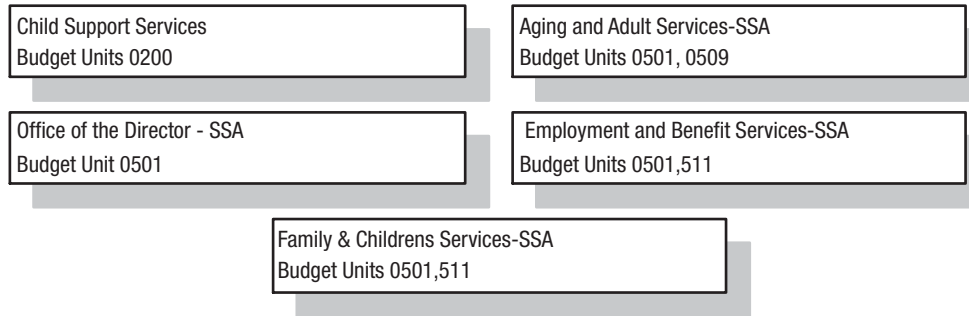 Child Support Services
Budget Units 0200
Aging and Adult Services-SSA
Budget Units 0501, 0509
Office of the Director - SSA
Budget Unit 0501
Employment and Benefit Services-SSA
Budget Units 0501,511
Family & Childrens Services-SSA
Budget Units 0501,511